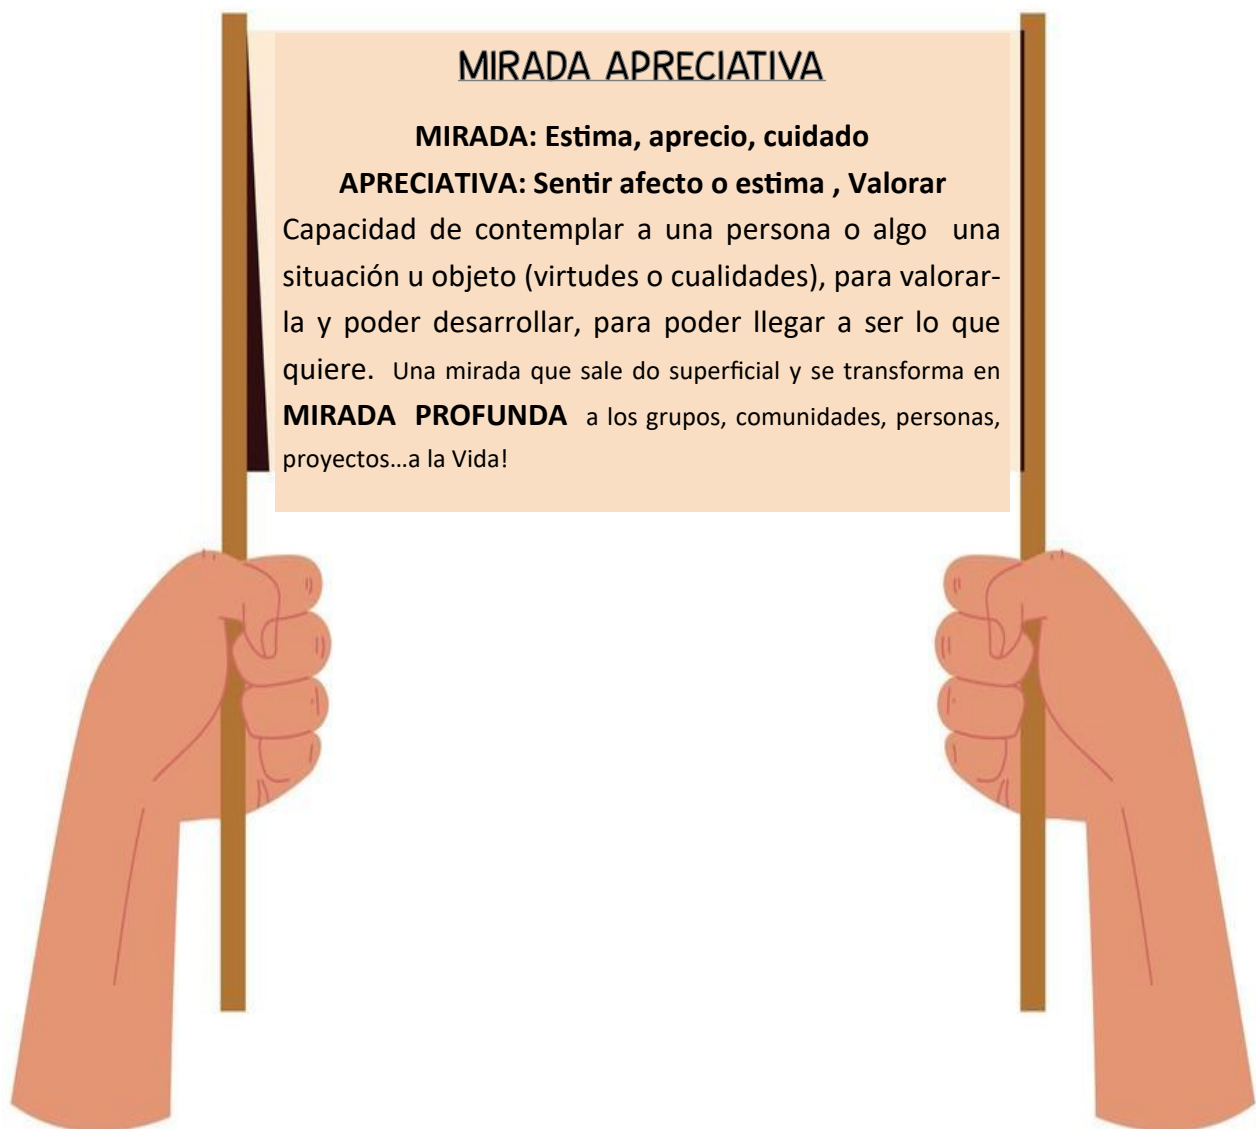 MIRADA APRECIATIVA
MIRADA: Estima, aprecio, cuidado
APRECIATIVA: Sentir afecto o estima , Valorar
Capacidad de contemplar a una persona o algo una
situación u objeto (virtudes o cualidades), para valorar-
la y poder desarrollar, para poder llegar a ser lo que
quiere. Una mirada que sale do superficial y se transforma en
MIRADA PROFUNDA a los grupos, comunidades, personas,
proyectos...a la Vida!